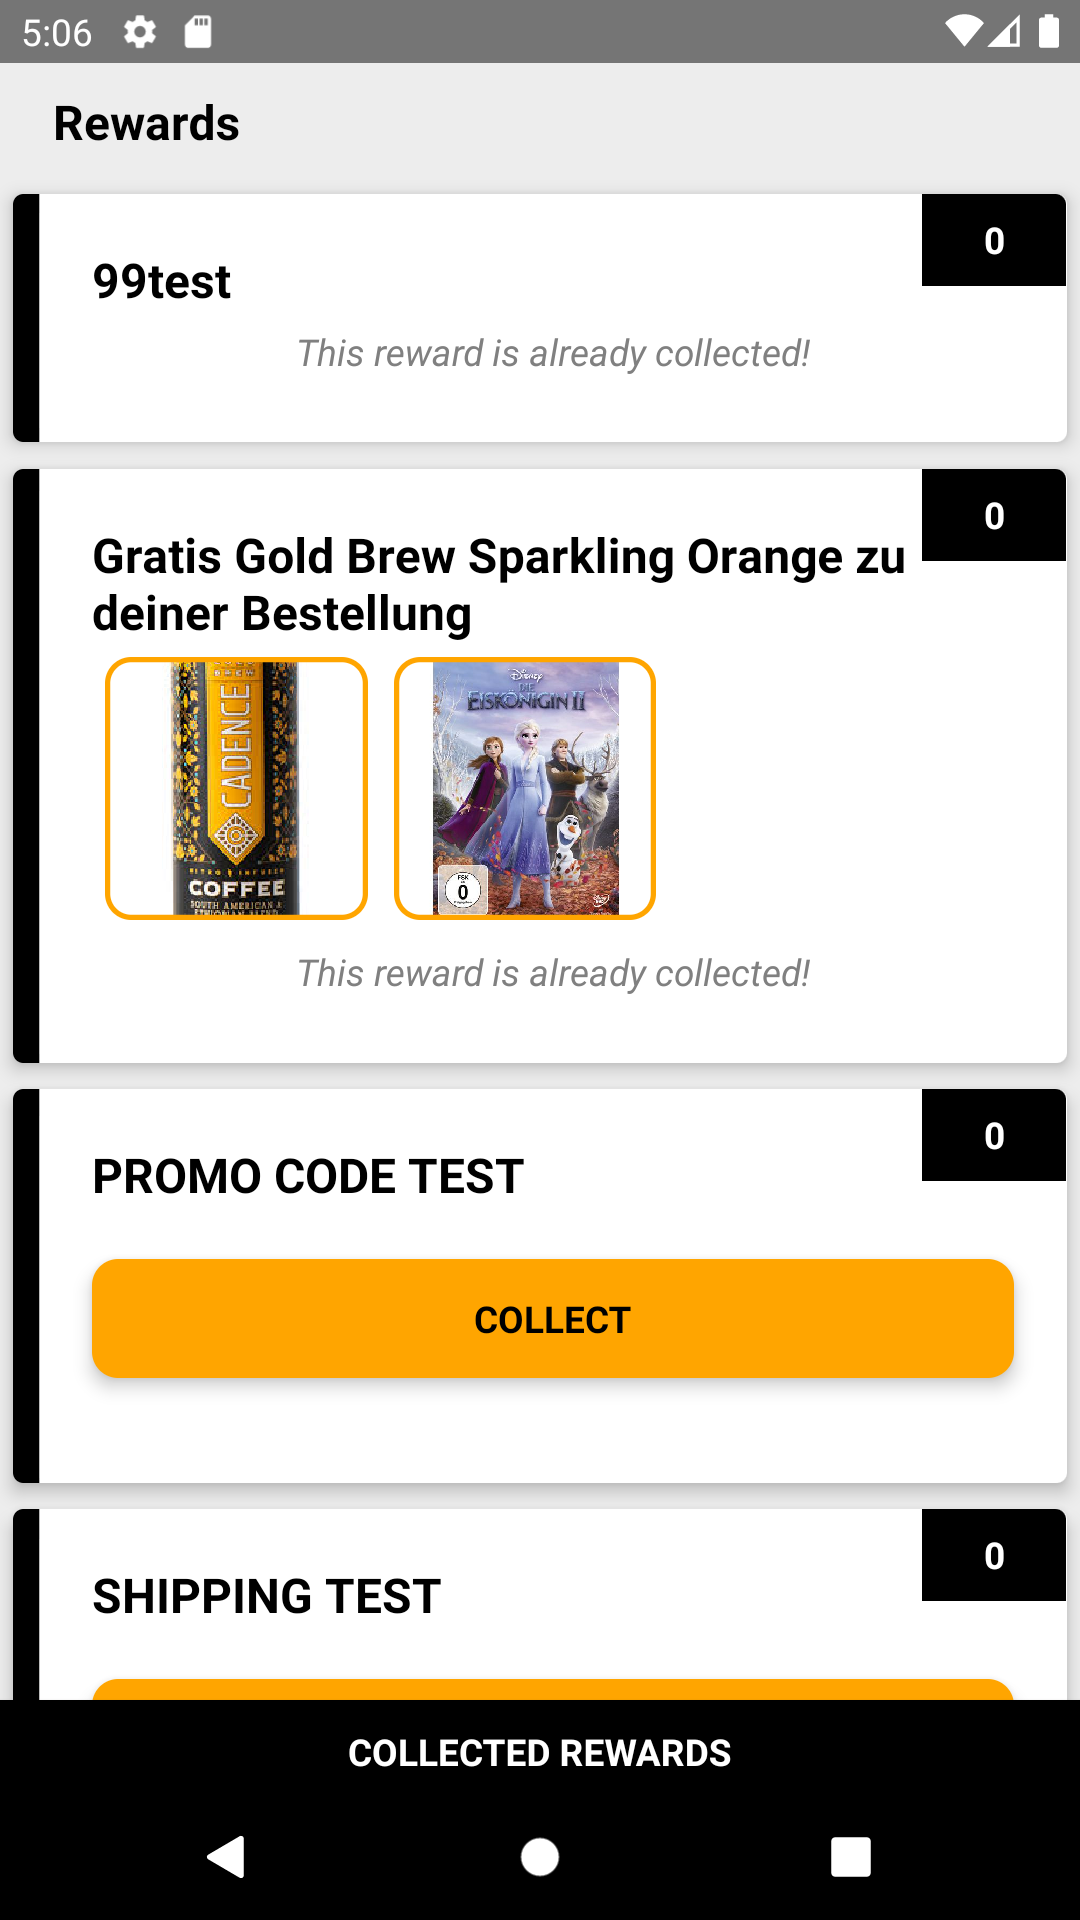 5:06
Rewards
0
99test
This reward is already collected!
0
Gratis Gold Brew Sparkling Orange zu
deiner Bestellung
CADENCE
COFFEE
SOUTH AMERICAN &
Disney
DIE
EISKÖNIGIN II
FSK
0
This reward is already collected!
0
PROMO CODE TEST
COLLECT
0
SHIPPING TEST
COLLECTED REWARDS